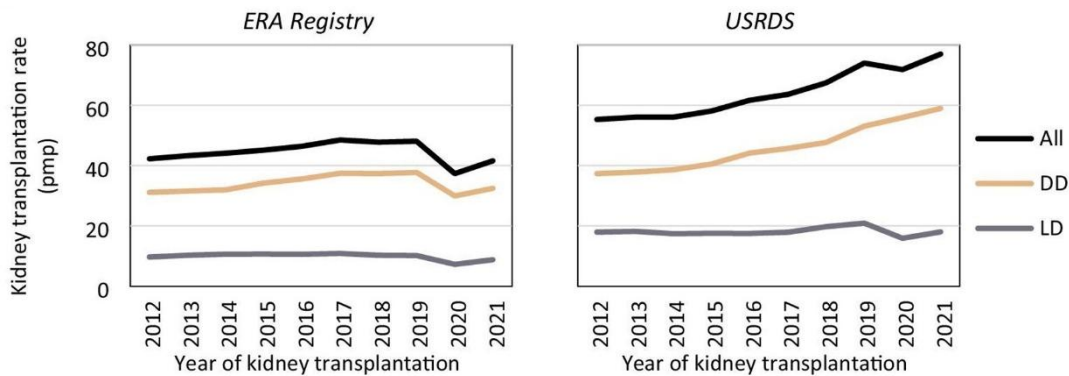 ERA Registry
USRDS
Kidney transplantation rate
(pmp)
80
60
40
20
0
2012
2013
2014
2015
2016
2017
2018
2019
2020
2021
Year of kidney transplantation
2012
2013
2014
2015
2016
2017
2018
2019
2020
2021
Year of kidney transplantation
All
DD
LD